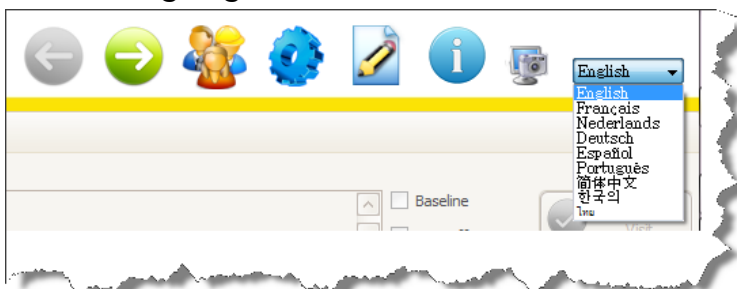 English
English
Français
Nederlands
Deutsch
Español
Português
简体中文
한국의
ไทย
Baseline
Visit